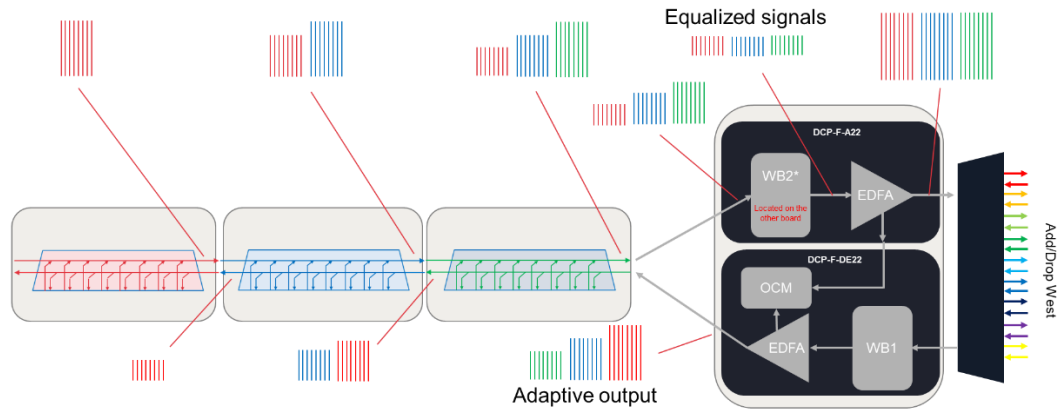 Equalized signals
DCP-F-A22
WB2*
Located on the
other board
EDFA
DCP-F-DE22
OCM
EDFA
WB1
Add/Drop West
Adaptive output